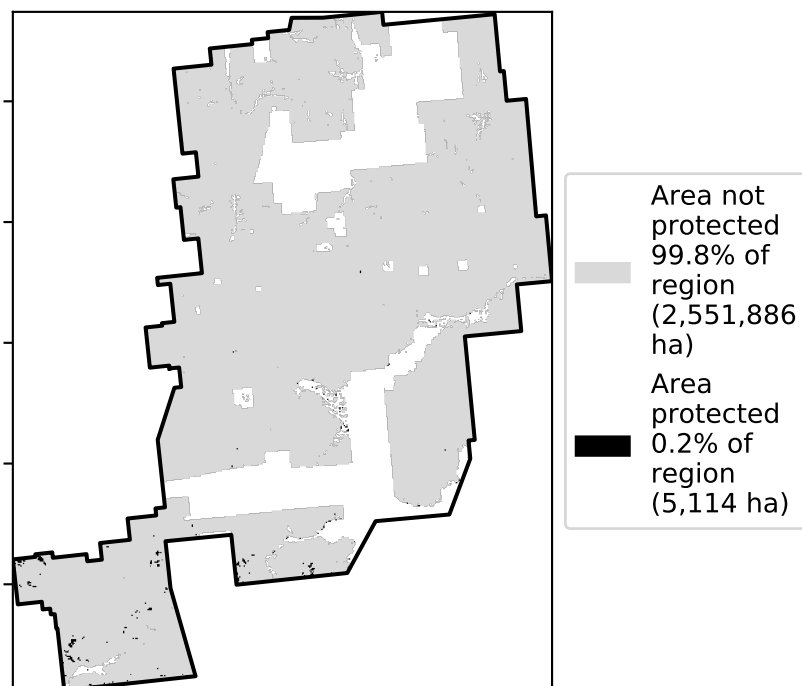 Area not
protected
99.8% of
region
(2,551,886
ha)
Area
protected
0.2% of
region
(5,114 ha)